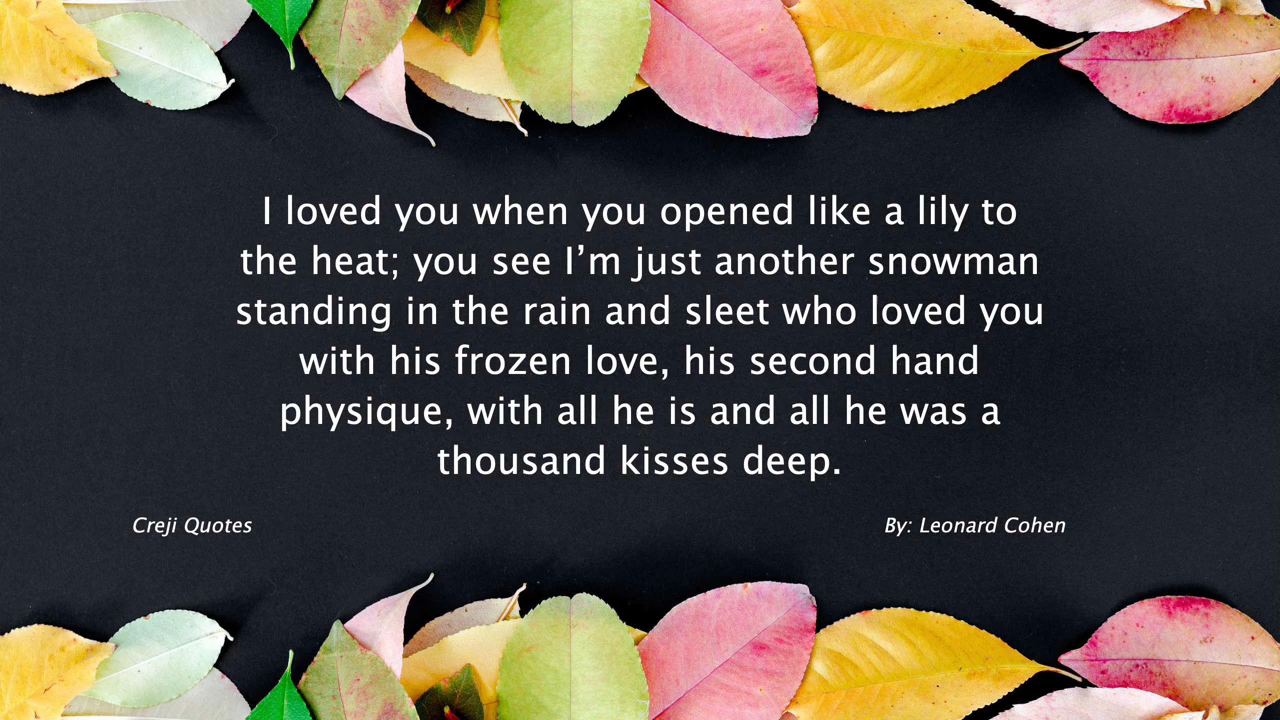 I loved you when you opened like a lily to
the heat; you see I’m just another snowman
standing in the rain and sleet who loved you
with his frozen love, his second hand
physique, with all he is and all he was a
thousand kisses deep.
Creji Quotes
By: Leonard Cohen